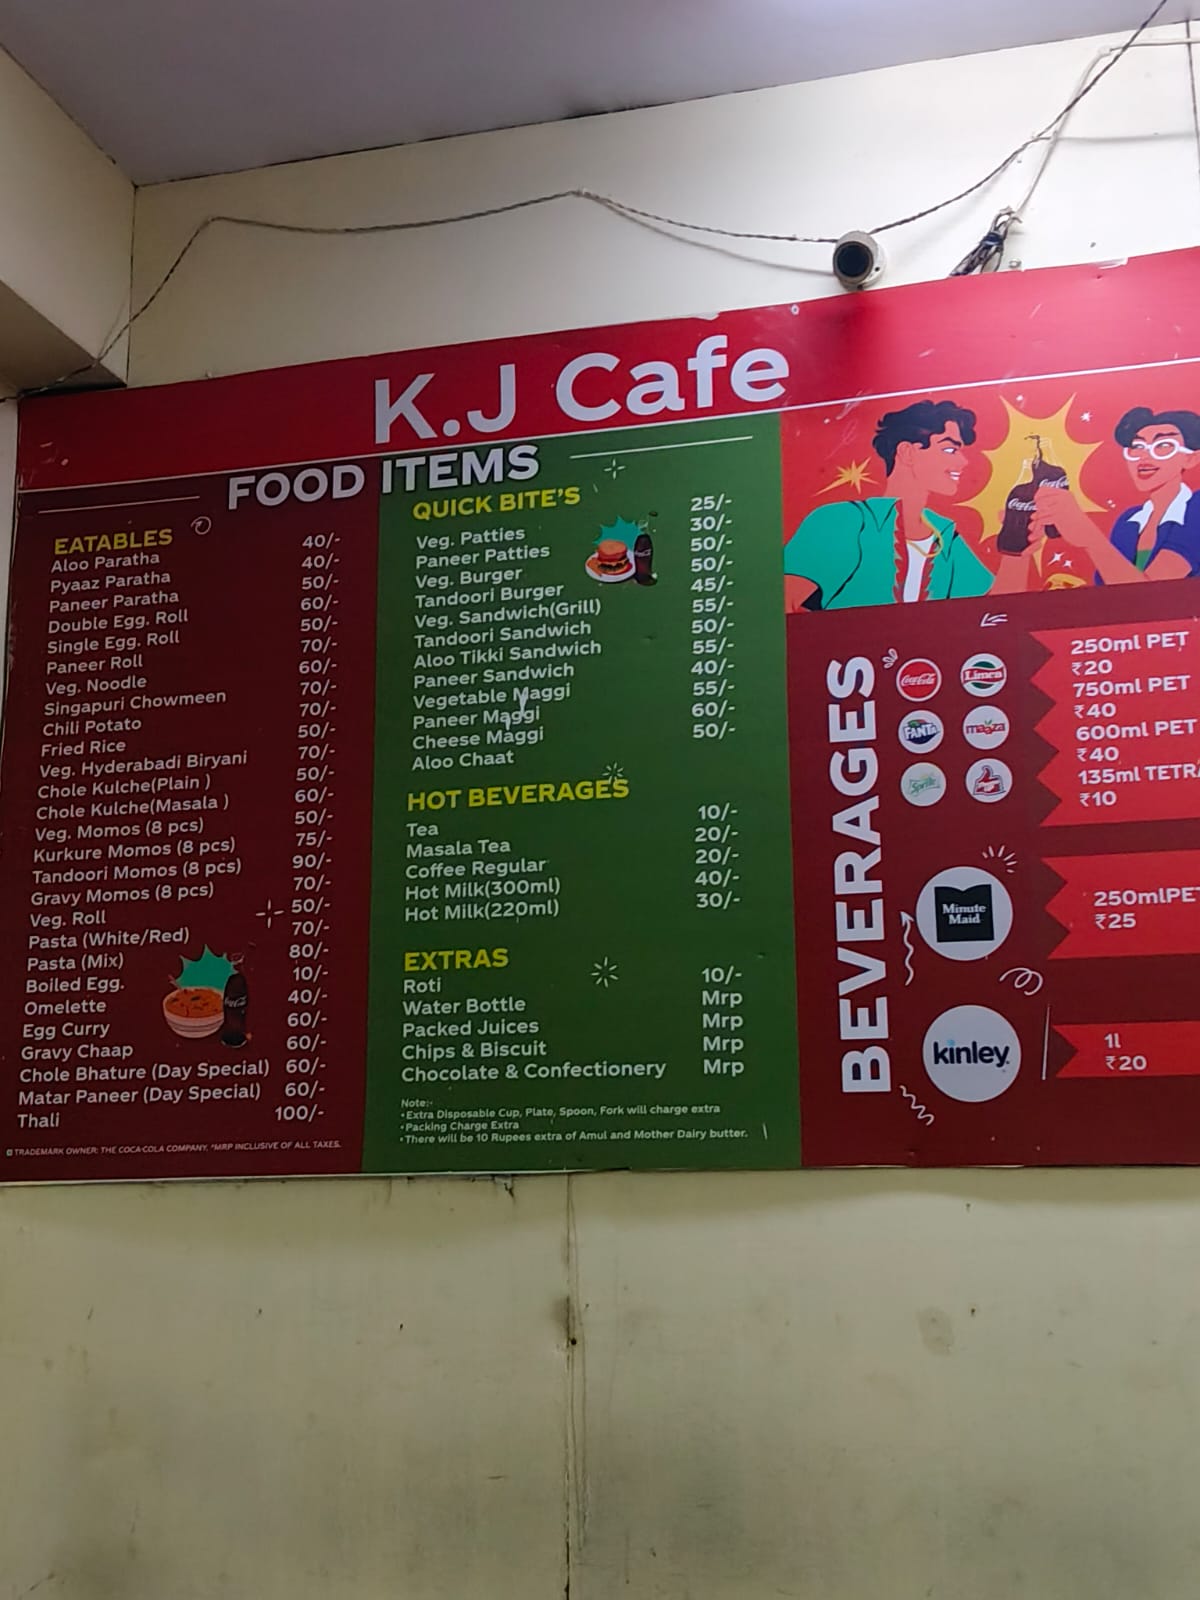 K.J Cafe
FOOD ITEMS
EATABLES
Aloo Paratha 40/-
Pyaaz Paratha 40/-
Paneer Paratha 50/-
Double Egg. Roll 60/-
Single Egg. Roll 50/-
Paneer Roll 70/-
Veg. Noodle 60/-
Singapuri Chowmeen 70/-
Chili Potato 70/-
Fried Rice 50/-
Veg. Hyderabadi Biryani 70/-
Chole Kulche(Plain ) 50/-
Chole Kulche(Masala ) 60/-
Veg. Momos (8 pcs) 50/-
Kurkure Momos (8 pcs) 75/-
Tandoori Momos (8 pcs) 90/-
Gravy Momos (8 pcs) 70/-
Veg. Roll 50/-
Pasta (White/Red) 70/-
Pasta (Mix) 80/-
Boiled Egg. 10/-
Omelette 40/-
Egg Curry 60/-
Gravy Chaap 60/-
Chole Bhature (Day Special) 60/-
Matar Paneer (Day Special) 60/-
Thali 100/-
TRADEMARK OWNER: THE COCA-COLA COMPANY, *MRP INCLUSIVE OF ALL TAXES.
QUICK BITE'S
Veg. Patties 25/-
Paneer Patties 30/-
Veg. Burger 50/-
Tandoori Burger 50/-
Veg. Sandwich(Grill) 45/-
Tandoori Sandwich 55/-
Aloo Tikki Sandwich 50/-
Paneer Sandwich 55/-
Vegetable Maggi 40/-
Paneer Maggi 55/-
Cheese Maggi 60/-
Aloo Chaat 50/-
HOT BEVERAGES
Tea 10/-
Masala Tea 20/-
Coffee Regular 20/-
Hot Milk(300ml) 40/-
Hot Milk(220ml) 30/-
EXTRAS
Roti 10/-
Water Bottle Mrp
Packed Juices Mrp
Chips & Biscuit Mrp
Chocolate & Confectionery Mrp
Note:-
•Extra Disposable Cup, Plate, Spoon, Fork will charge extra
•Packing Charge Extra
•There will be 10 Rupees extra of Amul and Mother Dairy butter.
BEVERAGES
Coca-Cola Limca
FANTA maaza
Sprite
250ml PET
₹20
750ml PET
₹40
600ml PET
₹40
135ml TETRA
₹10
Minute
Maid
250mlPET
₹25
kinley
1l
₹20